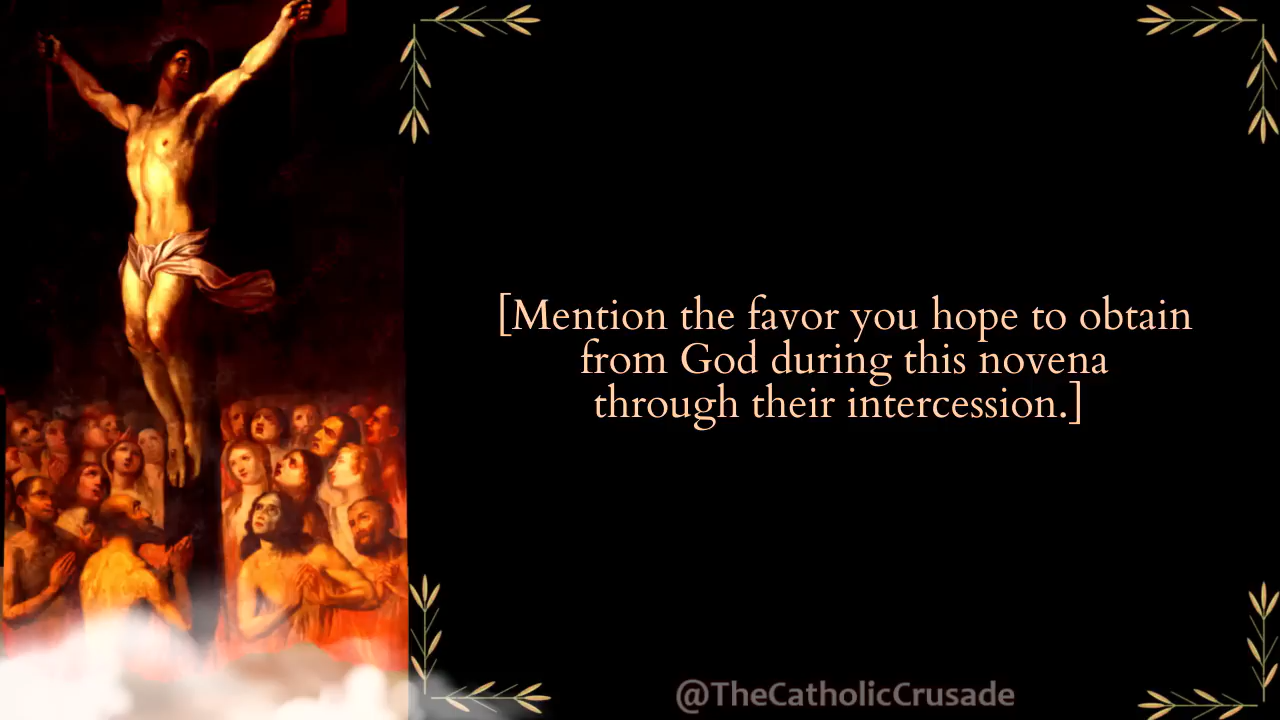 [Mention the favor you hope to obtain
from God during this novena
through their intercession.]
@TheCatholicCrusade